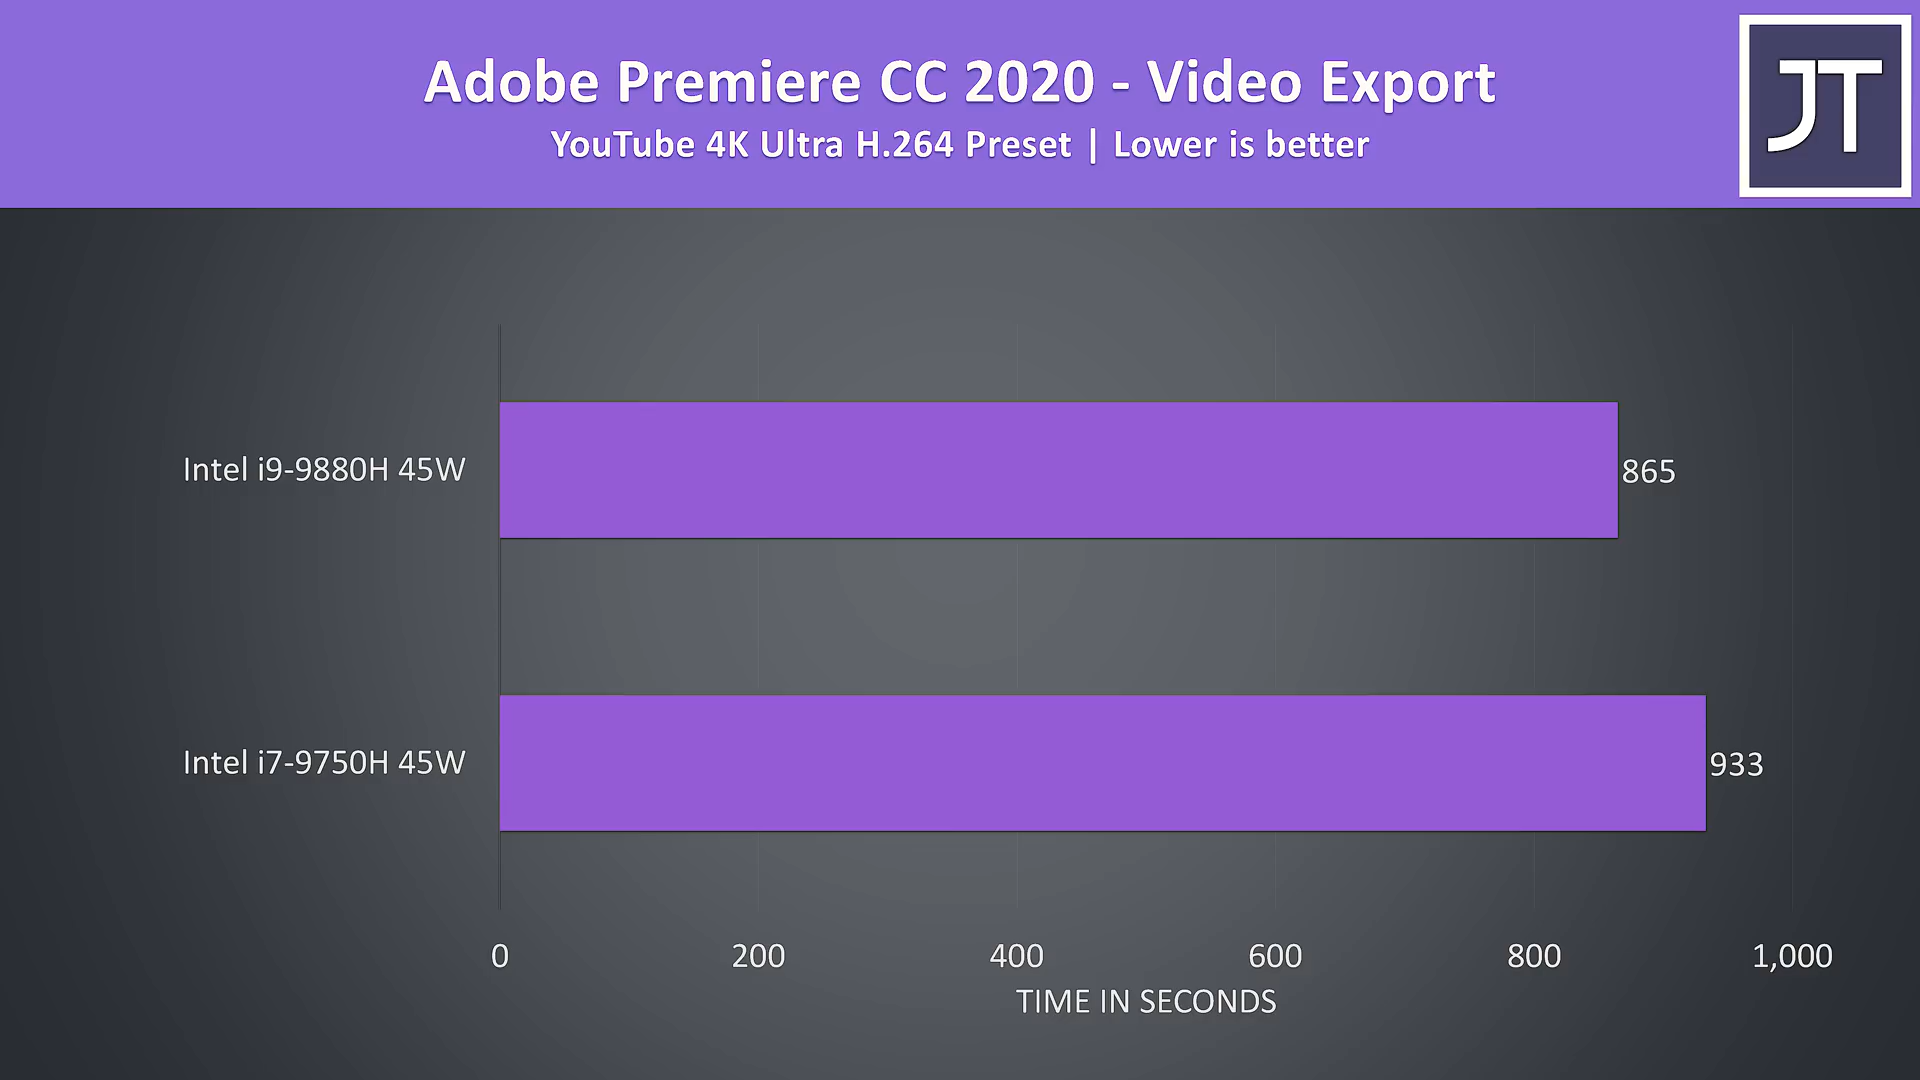 Adobe Premiere CC 2020 - Video Export
YouTube 4K Ultra H.264 Preset | Lower is better
JT
Intel i9-9880H 45W
865
Intel i7-9750H 45W
933
0 200 400 600 800 1,000
TIME IN SECONDS